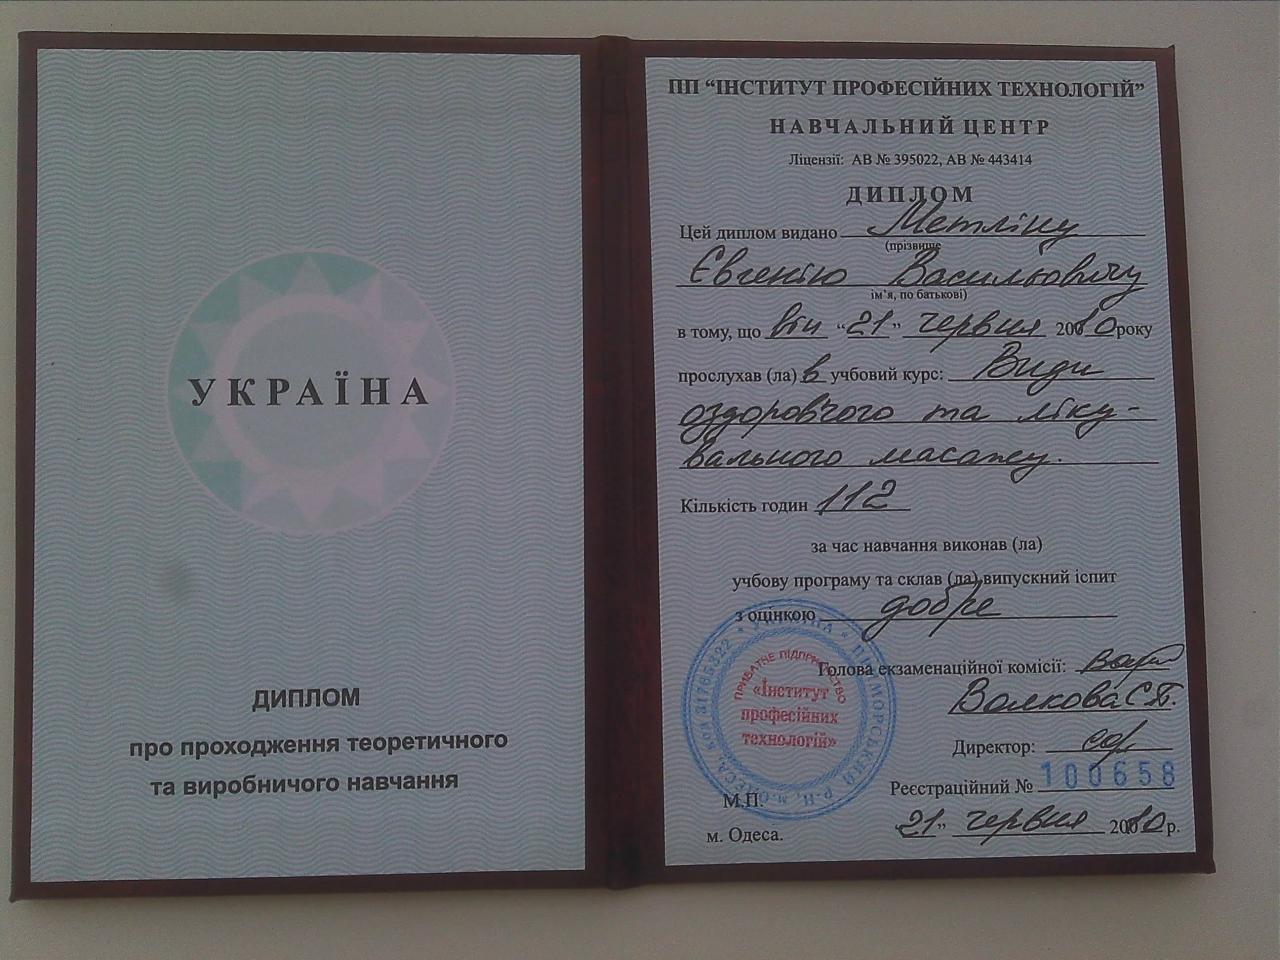 УКРАЇНА
ДИПЛОМ
про проходження теоретичного
та виробничого навчання
ПП “ІНСТИТУТ ПРОФЕСІЙНИХ ТЕХНОЛОГІЙ”
НАВЧАЛЬНИЙ ЦЕНТР
Ліцензії: АВ № 395022, АВ № 443414
ДИПЛОМ
Цей диплом видано Метліну
(прізвище
Євгенію Васильовичу
ім’я, по батькові)
в тому, що він “21” червня 2010 року
прослухав (ла) в учбовий курс: Види
оздоровчого та ліку-
вального масажу.
Кількість годин 112
за час навчання виконав (ла)
учбову програму та склав (ла) випускний іспит
з оцінкою добре
Голова екзаменаційної комісії:
Волкова С.П.
Директор:
Реєстраційний № 100658
М.П.
м. Одеса.
“21” червня 2010 р.
УКРАЇНА * ПРИМОРСЬКИЙ Р-Н, м.ОДЕСА, код
ПРИВАТНЕ ПІДПРИЄМСТВО
«Інститут
професійних
технологій»